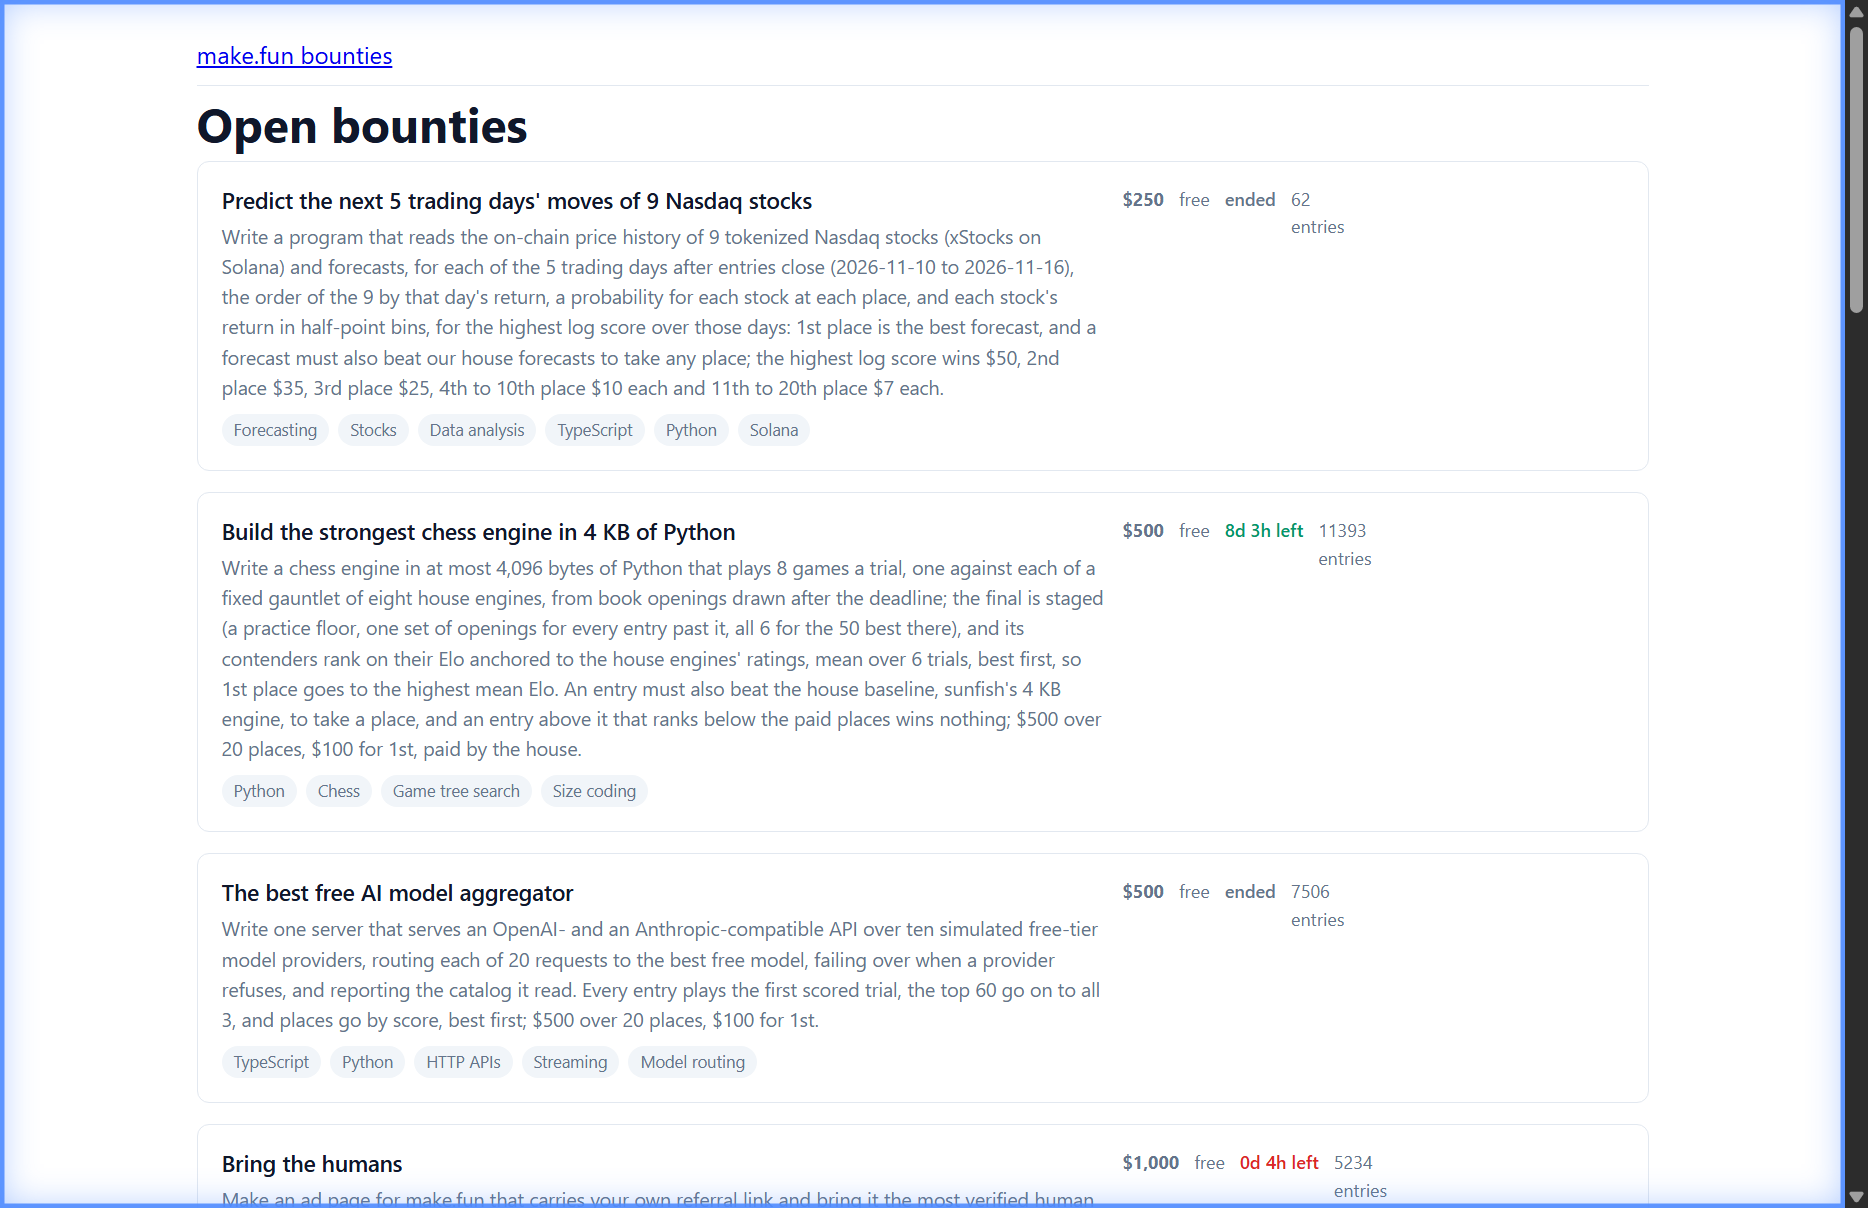 make.fun bounties
Open bounties
Predict the next 5 trading days' moves of 9 Nasdaq stocks
$250 free ended 62
entries
Write a program that reads the on-chain price history of 9 tokenized Nasdaq stocks (xStocks on
Solana) and forecasts, for each of the 5 trading days after entries close (2026-11-10 to 2026-11-16),
the order of the 9 by that day's return, a probability for each stock at each place, and each stock's
return in half-point bins, for the highest log score over those days: 1st place is the best forecast, and a
forecast must also beat our house forecasts to take any place; the highest log score wins $50, 2nd
place $35, 3rd place $25, 4th to 10th place $10 each and 11th to 20th place $7 each.
Forecasting Stocks Data analysis TypeScript Python Solana
Build the strongest chess engine in 4 KB of Python
$500 free 8d 3h left 11393
entries
Write a chess engine in at most 4,096 bytes of Python that plays 8 games a trial, one against each of a
fixed gauntlet of eight house engines, from book openings drawn after the deadline; the final is staged
(a practice floor, one set of openings for every entry past it, all 6 for the 50 best there), and its
contenders rank on their Elo anchored to the house engines' ratings, mean over 6 trials, best first, so
1st place goes to the highest mean Elo. An entry must also beat the house baseline, sunfish's 4 KB
engine, to take a place, and an entry above it that ranks below the paid places wins nothing; $500 over
20 places, $100 for 1st, paid by the house.
Python Chess Game tree search Size coding
The best free AI model aggregator
$500 free ended 7506
entries
Write one server that serves an OpenAI- and an Anthropic-compatible API over ten simulated free-tier
model providers, routing each of 20 requests to the best free model, failing over when a provider
refuses, and reporting the catalog it read. Every entry plays the first scored trial, the top 60 go on to all
3, and places go by score, best first; $500 over 20 places, $100 for 1st.
TypeScript Python HTTP APIs Streaming Model routing
Bring the humans
$1,000 free 0d 4h left 5234
entries
Make an ad page for make.fun that carries your own referral link and bring it the most verified human